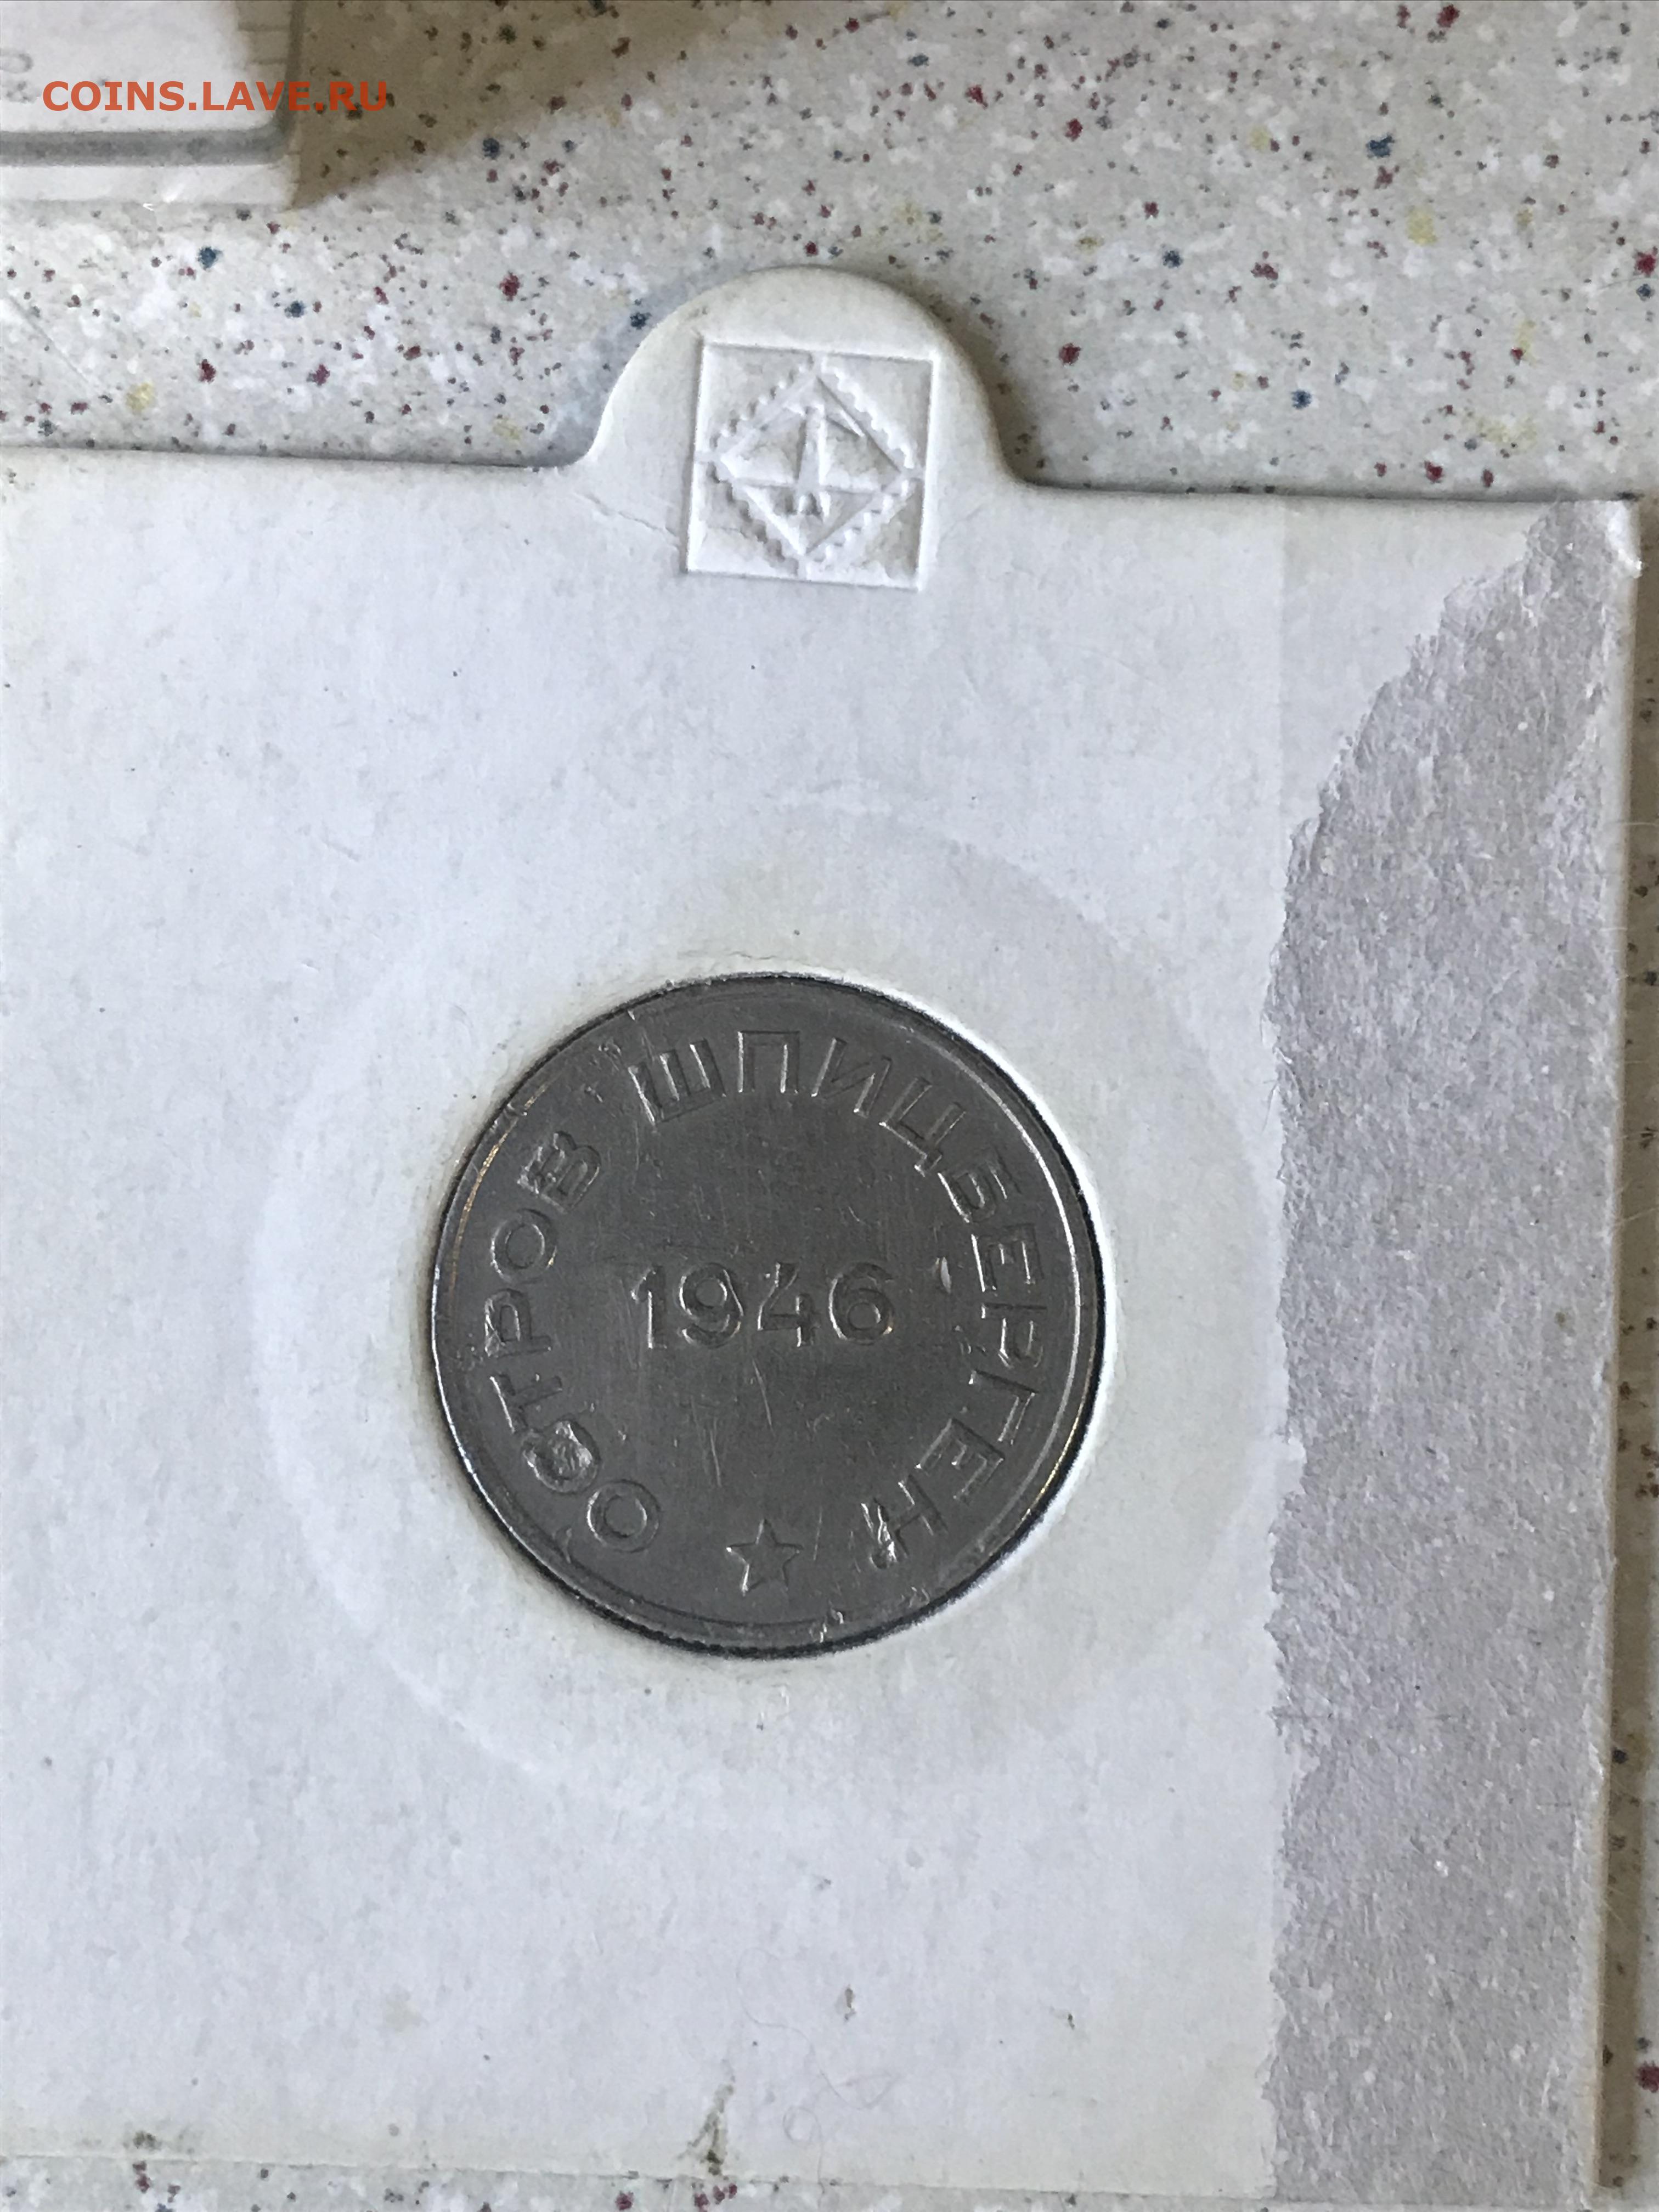 COINS.LAVE.RU
ОСТРОВ ШПИЦБЕРГЕН
1946